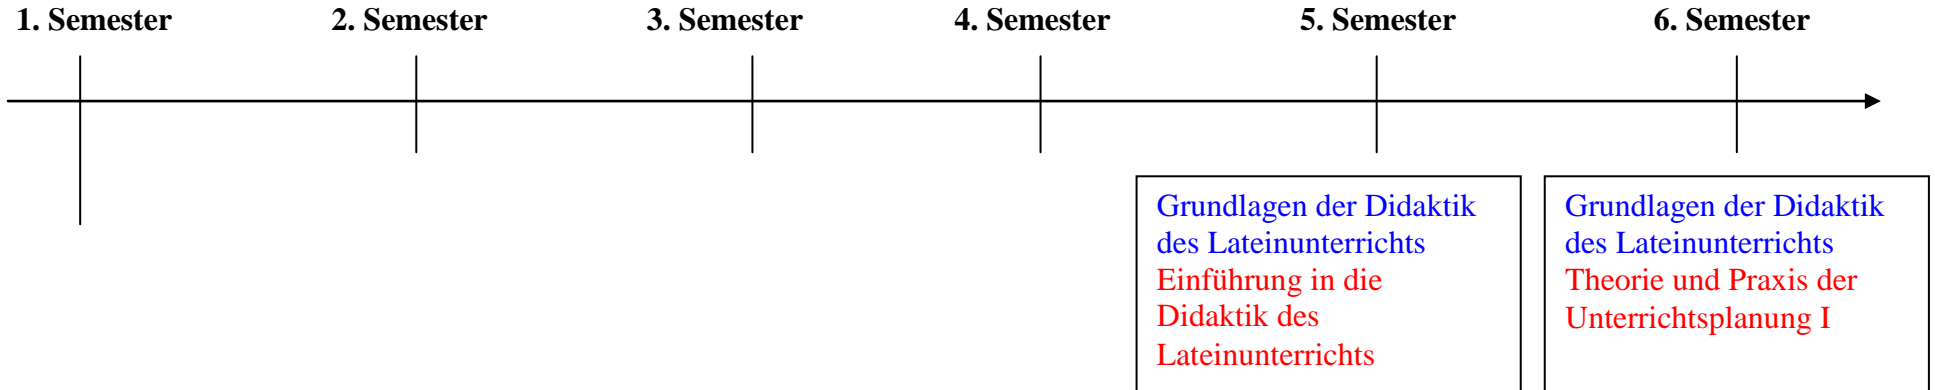 1. Semester 2. Semester 3. Semester 4. Semester 5. Semester 6. Semester
Grundlagen der Didaktik
des Lateinunterrichts
Einführung in die
Didaktik des
Lateinunterrichts
Grundlagen der Didaktik
des Lateinunterrichts
Theorie und Praxis der
Unterrichtsplanung I